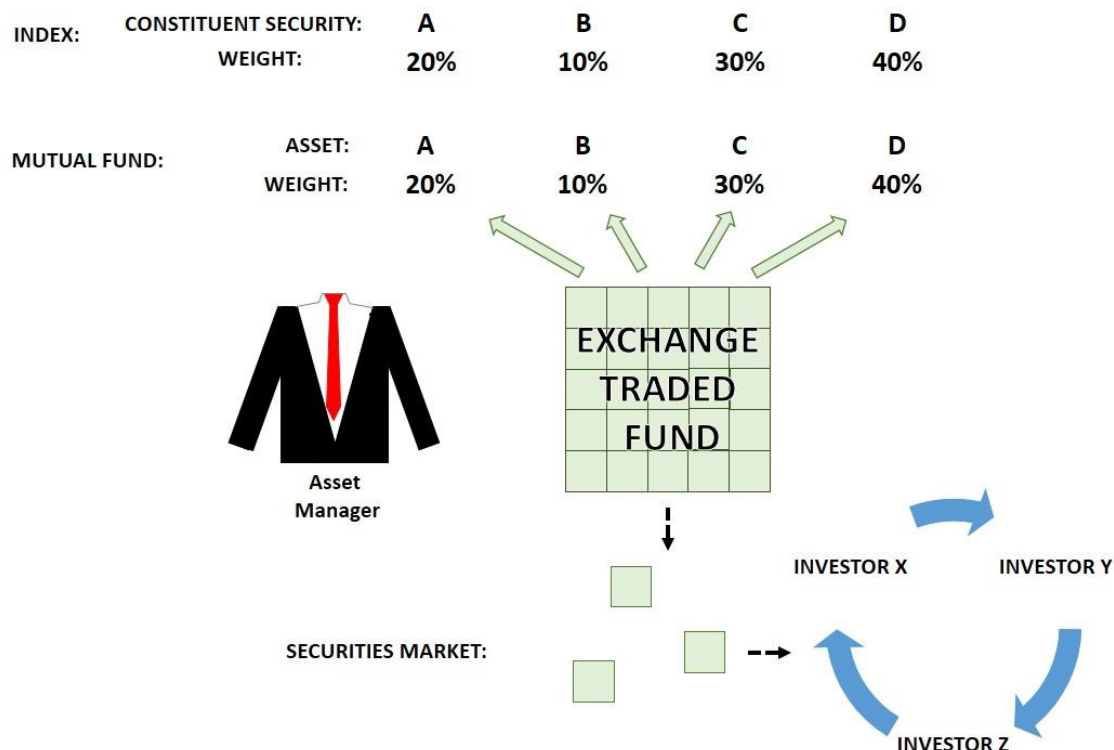 INDEX: CONSTITUENT SECURITY: A B C D
WEIGHT: 20% 10% 30% 40%
MUTUAL FUND: ASSET: A B C D
WEIGHT: 20% 10% 30% 40%
EXCHANGE
TRADED
FUND
Asset
Manager
INVESTOR X INVESTOR Y
SECURITIES MARKET:
INVESTOR Z